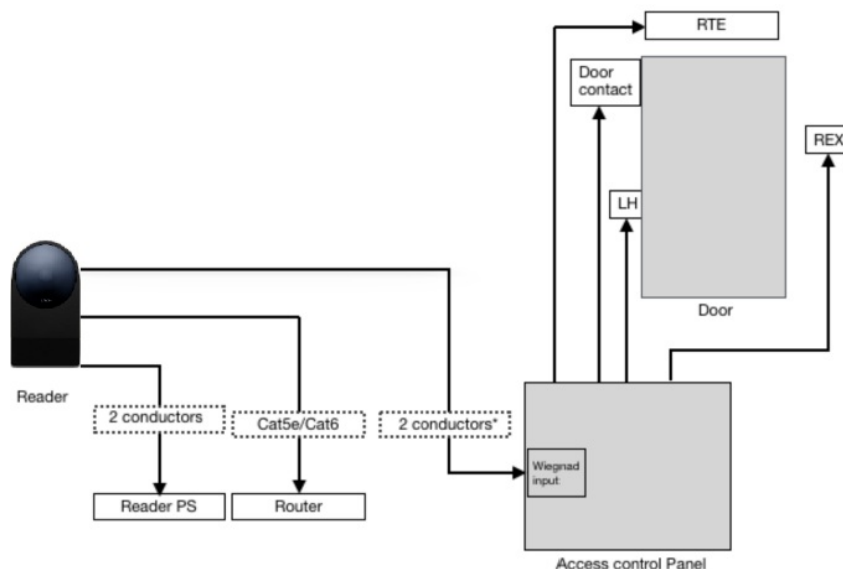 RTE
Door
contact
REX
LH
Door
Reader
2 conductors
Cat5e/Cat6
2 conductors*
Wiegnad
input:
Reader PS
Router
Access control Panel